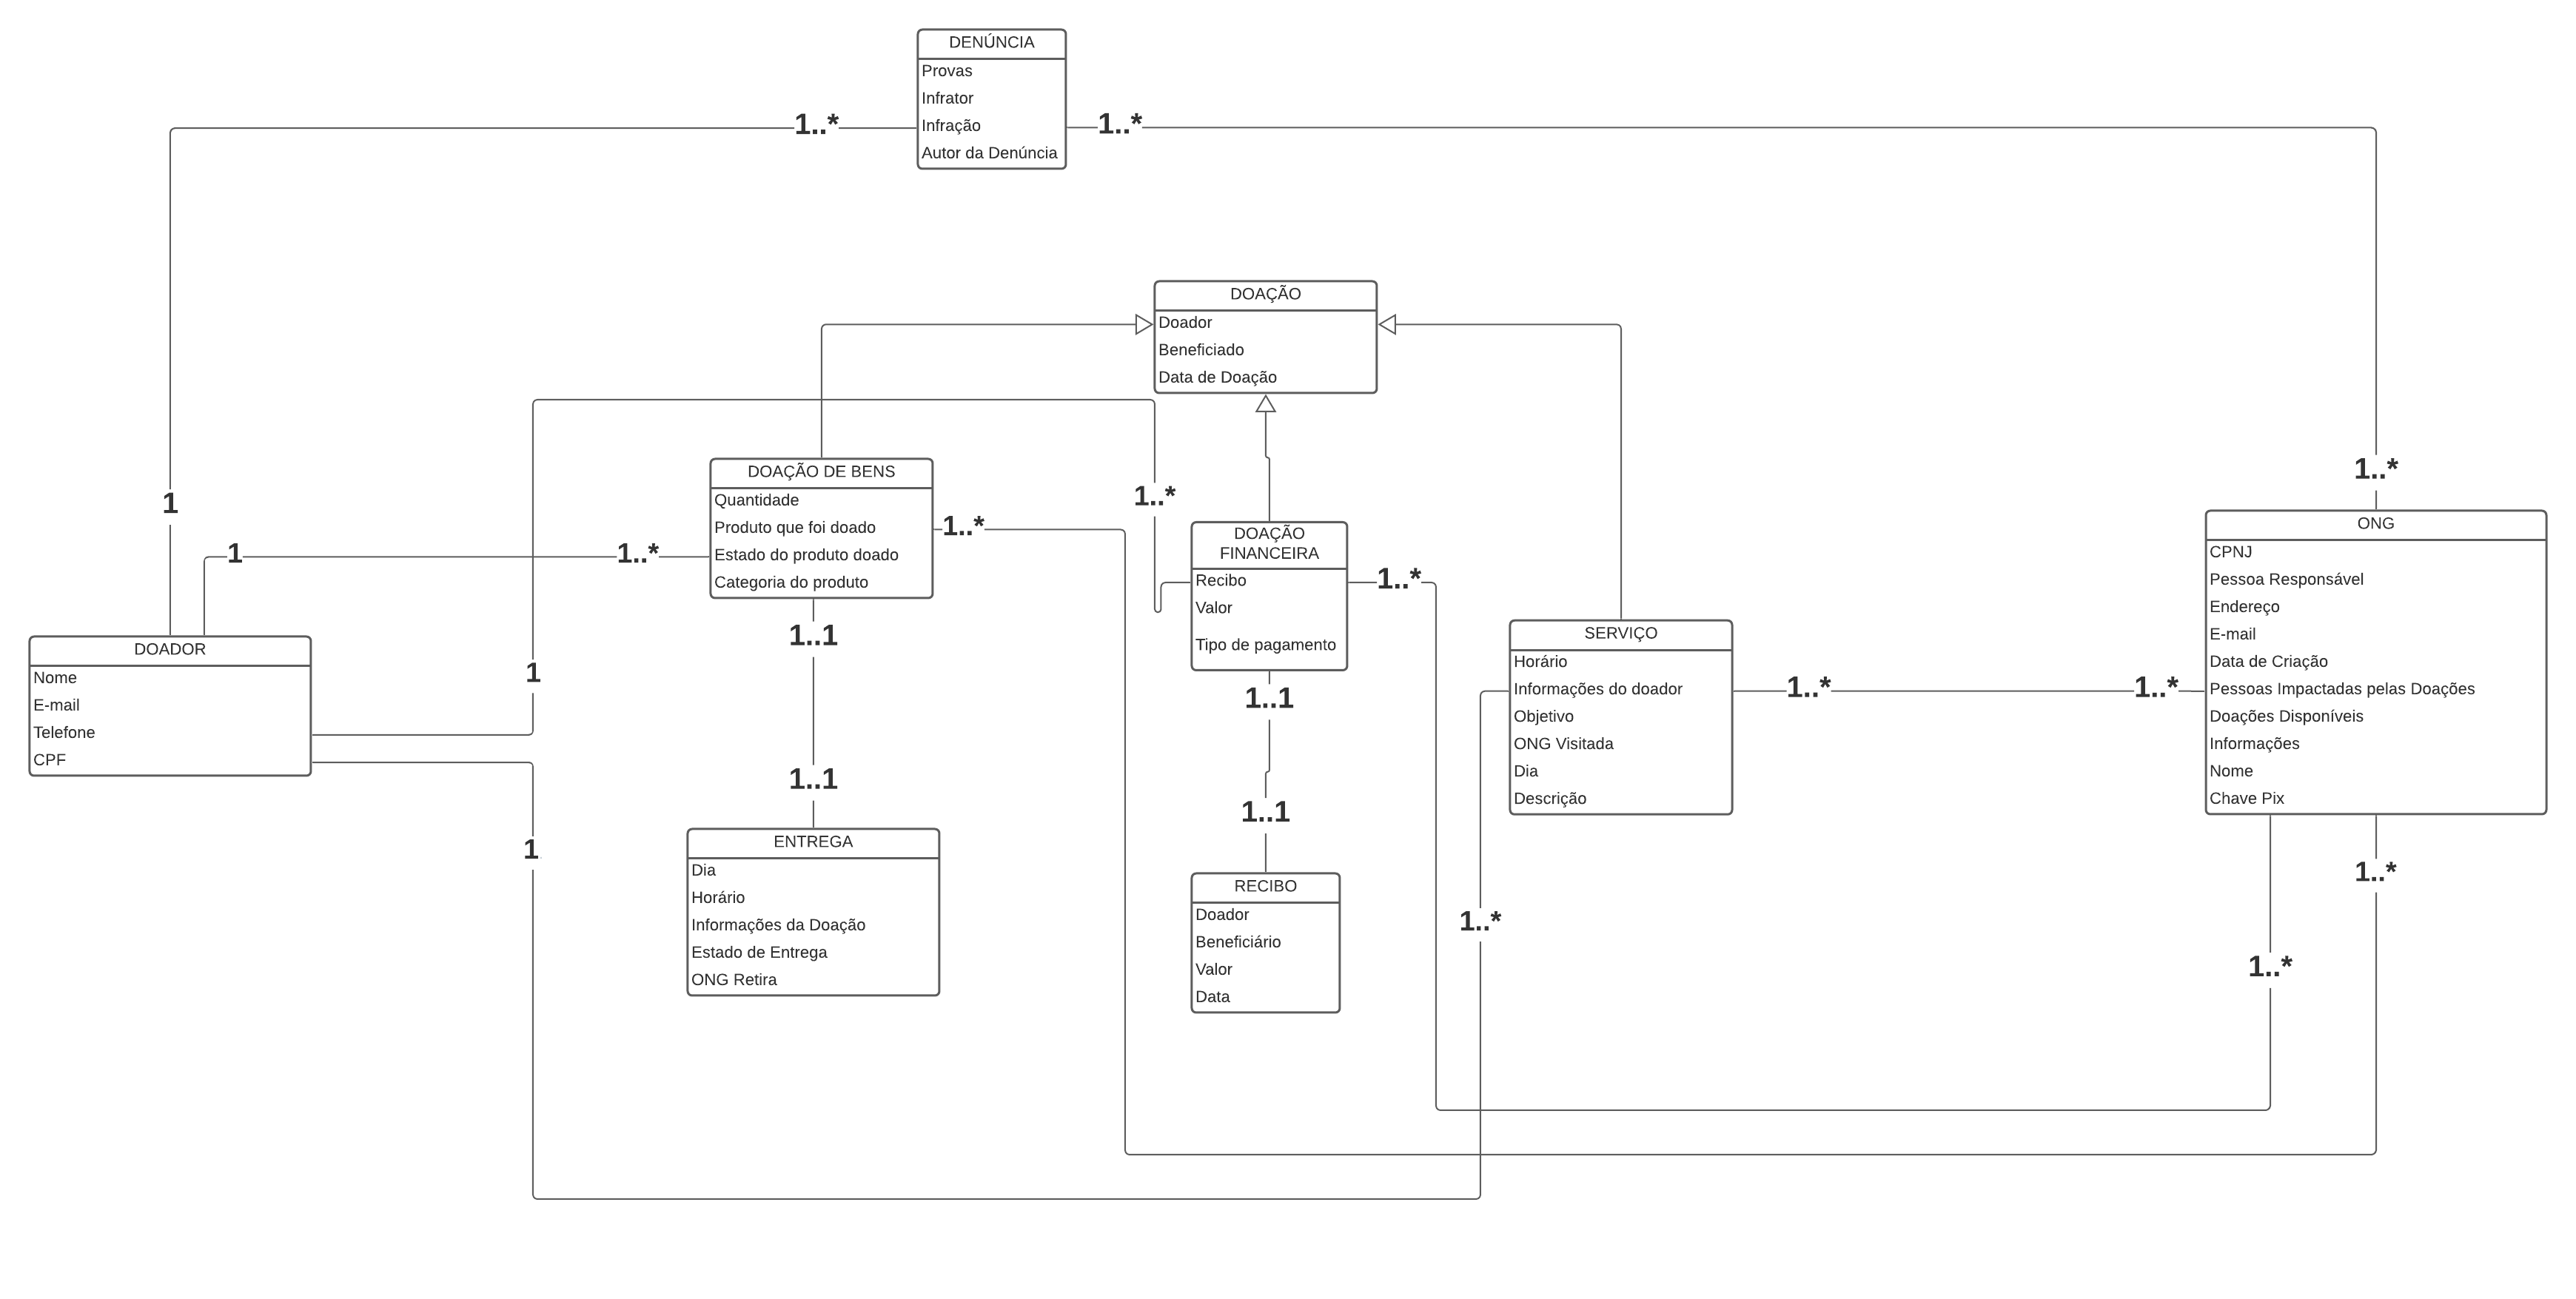 DENÚNCIA
Provas
Infrator
Infração
Autor da Denúncia
1..*
1..*
DOAÇÃO
Doador
Beneficiado
Data de Doação
1..*
1
DOAÇÃO DE BENS
Quantidade
Produto que foi doado
Estado do produto doado
Categoria do produto
1..*
1..*
DOAÇÃO
FINANCEIRA
Recibo
Valor
Tipo de pagamento
1..*
ONG
CPNJ
Pessoa Responsável
Endereço
E-mail
Data de Criação
Pessoas Impactadas pelas Doações
Doações Disponíveis
Informações
Nome
Chave Pix
1
1..*
DOADOR
Nome
E-mail
Telefone
CPF
1
1..1
SERVIÇO
Horário
Informações do doador
Objetivo
ONG Visitada
Dia
Descrição
1..*
1..*
1..1
1..1
1..1
1
ENTREGA
Dia
Horário
Informações da Doação
Estado de Entrega
ONG Retira
RECIBO
Doador
Beneficiário
Valor
Data
1..*
1..*
1..*